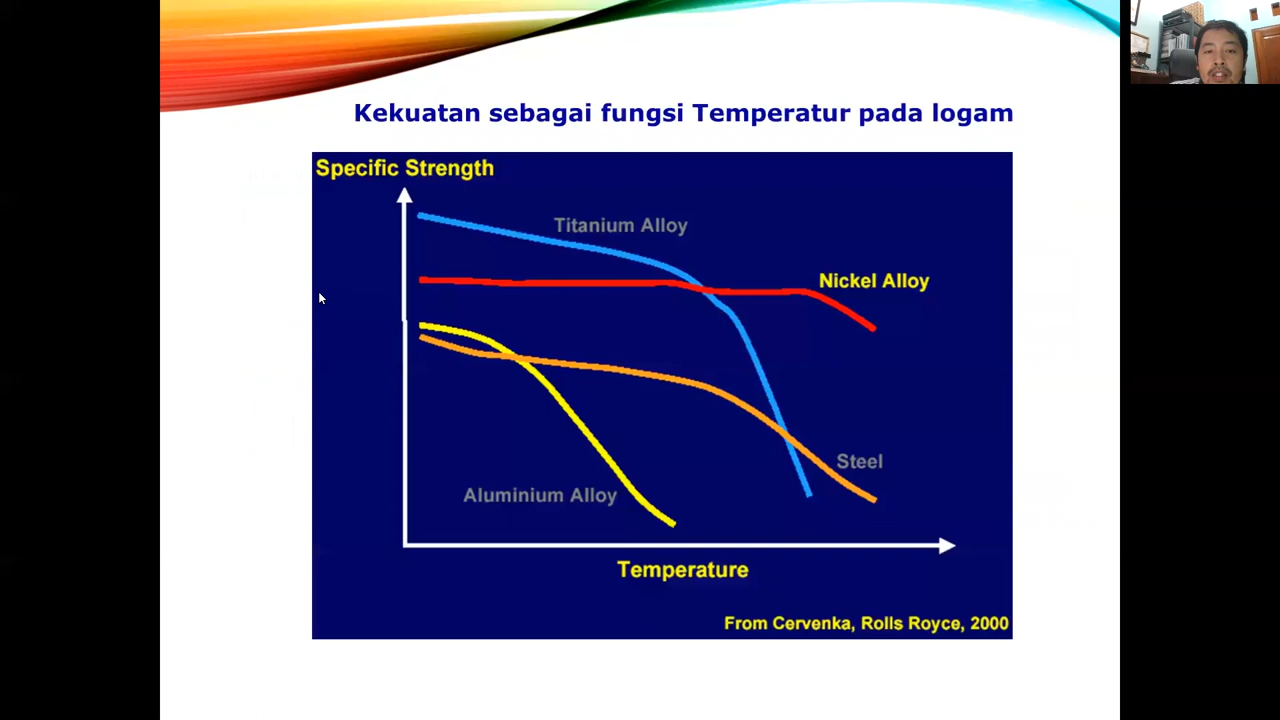 Kekuatan sebagai fungsi Temperatur pada logam
Specific Strength
Titanium Alloy
Nickel Alloy
Steel
Aluminium Alloy
Temperature
From Cervenka, Rolls Royce, 2000